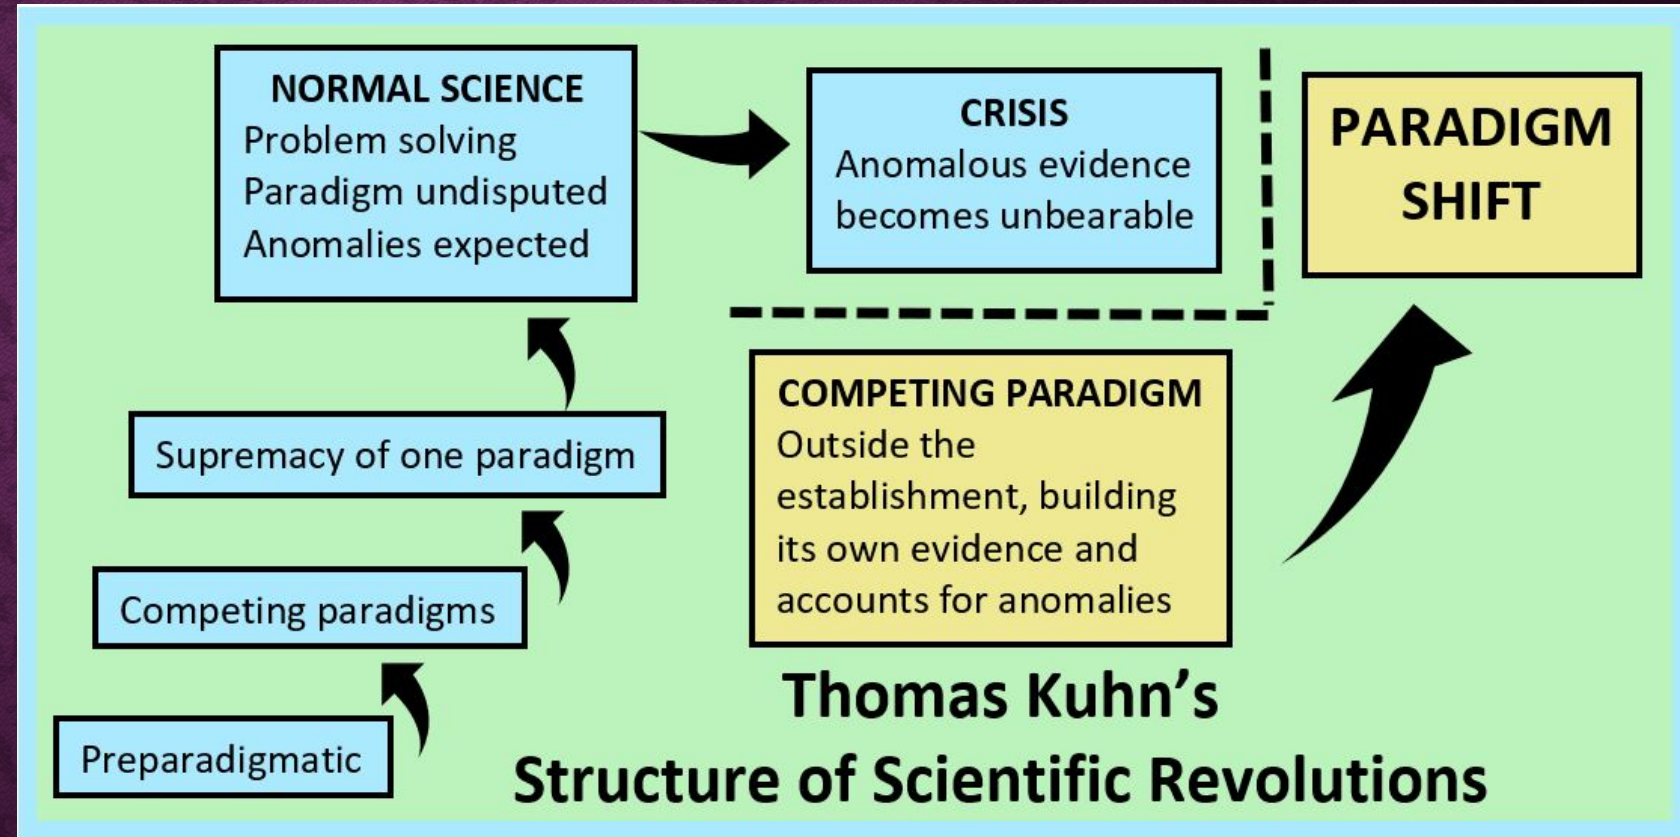 NORMAL SCIENCE
Problem solving
Paradigm undisputed
Anomalies expected
CRISIS
Anomalous evidence
becomes unbearable
PARADIGM
SHIFT
Supremacy of one paradigm
COMPETING PARADIGM
Outside the
establishment, building
its own evidence and
accounts for anomalies
Competing paradigms
Preparadigmatic
Thomas Kuhn’s
Structure of Scientific Revolutions